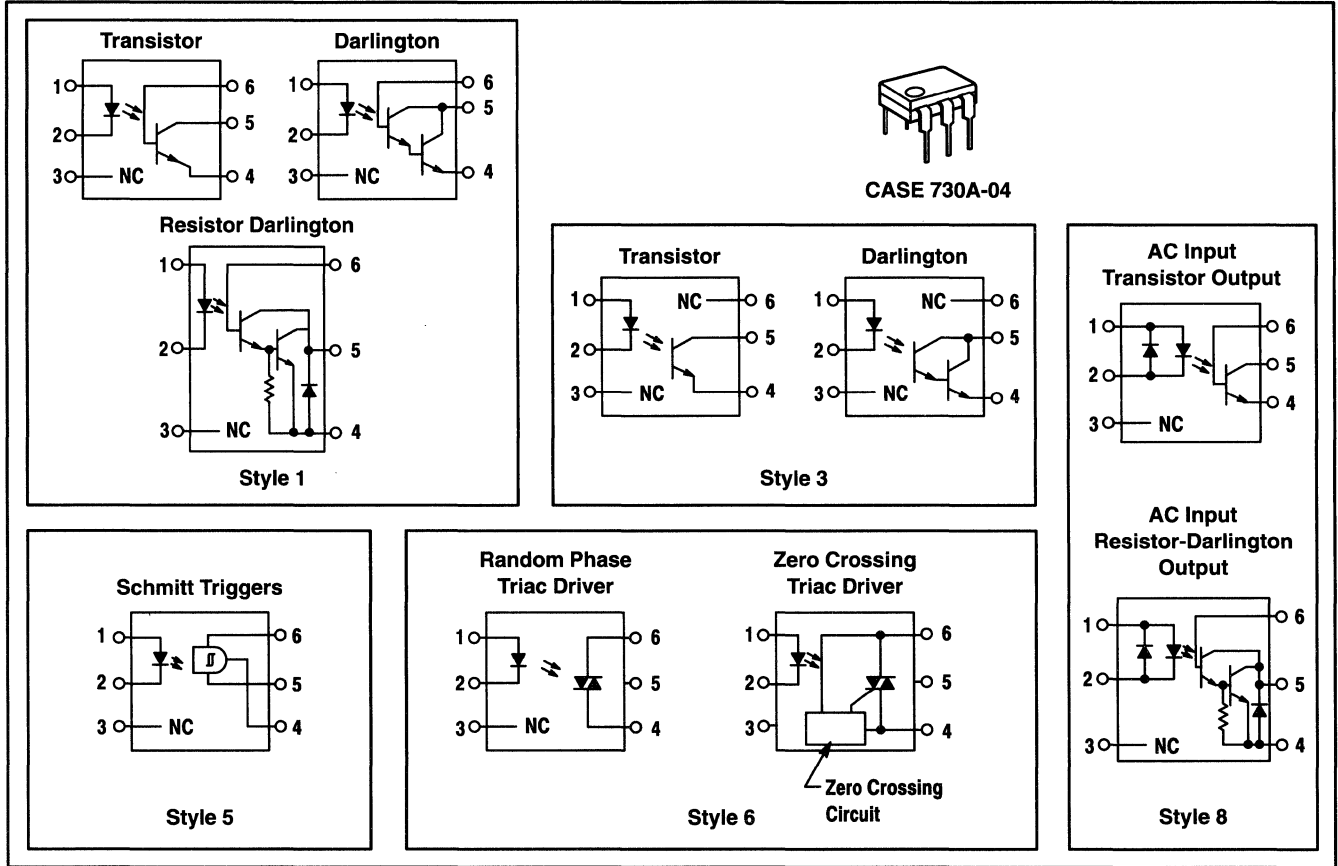 Transistor
Darlington
1
2
3
NC
6
5
4
1
2
3
NC
6
5
4
Resistor Darlington
1
2
3
NC
6
5
4
Style 1
CASE 730A-04
Transistor
Darlington
1
2
3
NC
NC
6
5
4
1
2
3
NC
NC
6
5
4
Style 3
AC Input
Transistor Output
1
2
3
NC
6
5
4
AC Input
Resistor-Darlington
Output
1
2
3
NC
6
5
4
Style 8
Schmitt Triggers
1
2
3
NC
6
5
4
Style 5
Random Phase
Triac Driver
1
2
3
NC
6
5
4
Zero Crossing
Triac Driver
1
2
3
6
5
4
Zero Crossing
Circuit
Style 6